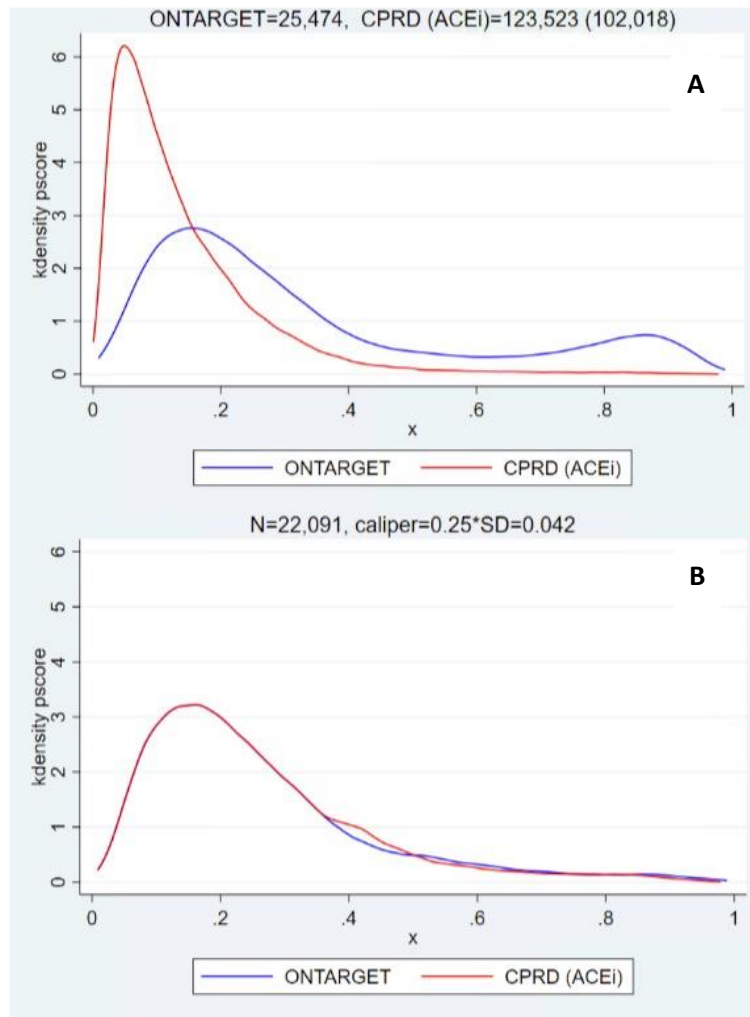 ONTARGET=25,474, CPRD (ACEi)=123,523 (102,018)
A
kdensity pscore
6
5
4
3
2
1
0
0 .2 .4 .6 .8 1
x
ONTARGET CPRD (ACEi)
N=22,091, caliper=0.25*SD=0.042
B
kdensity pscore
6
5
4
3
2
1
0
0 .2 .4 .6 .8 1
x
ONTARGET CPRD (ACEi)